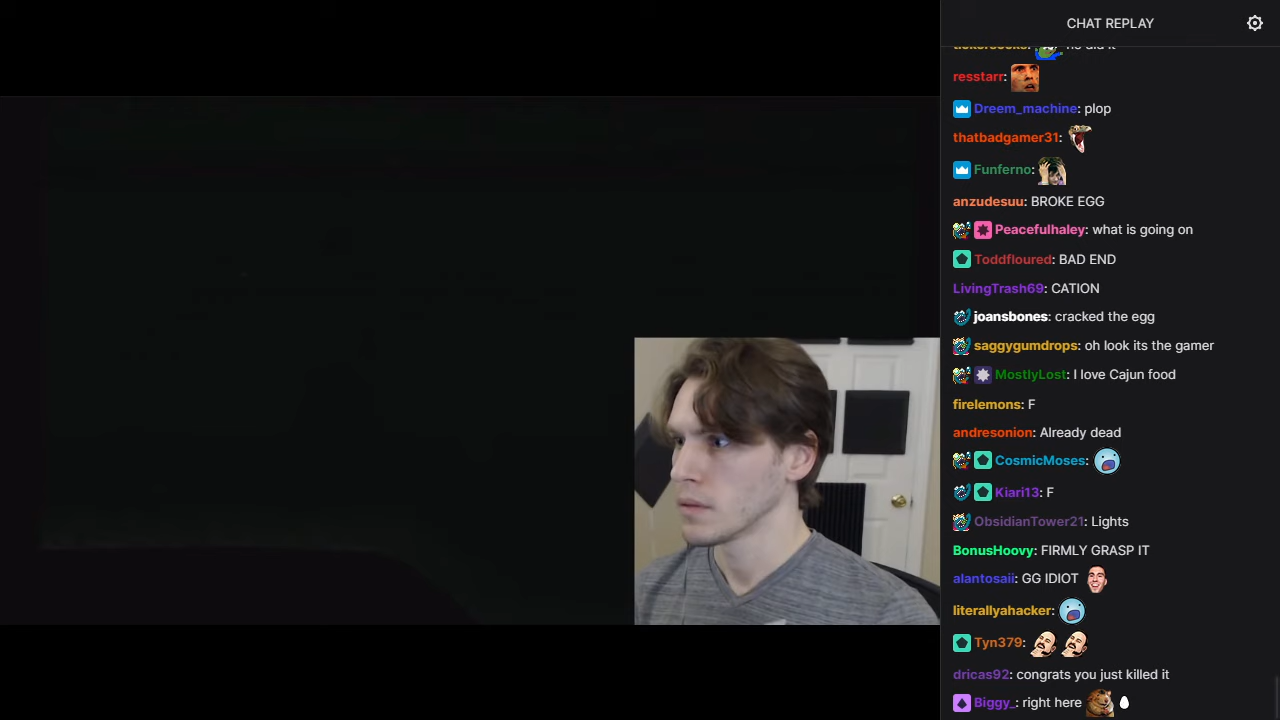 CHAT REPLAY
he did it
resstarr:
Dreem_machine: plop
thatbadgamer31:
Funferno:
anzudesuu: BROKE EGG
Peacefulhaley: what is going on
Toddfloured: BAD END
LivingTrash69: CATION
joansbones: cracked the egg
saggygumdrops: oh look its the gamer
MostlyLost: I love Cajun food
firelemons: F
andresonion: Already dead
CosmicMoses:
Kiari13: F
ObsidianTower21: Lights
BonusHoovy: FIRMLY GRASP IT
alantosaii: GG IDIOT
literallyahacker:
Tyn379:
dricas92: congrats you just killed it
Biggy_: right here